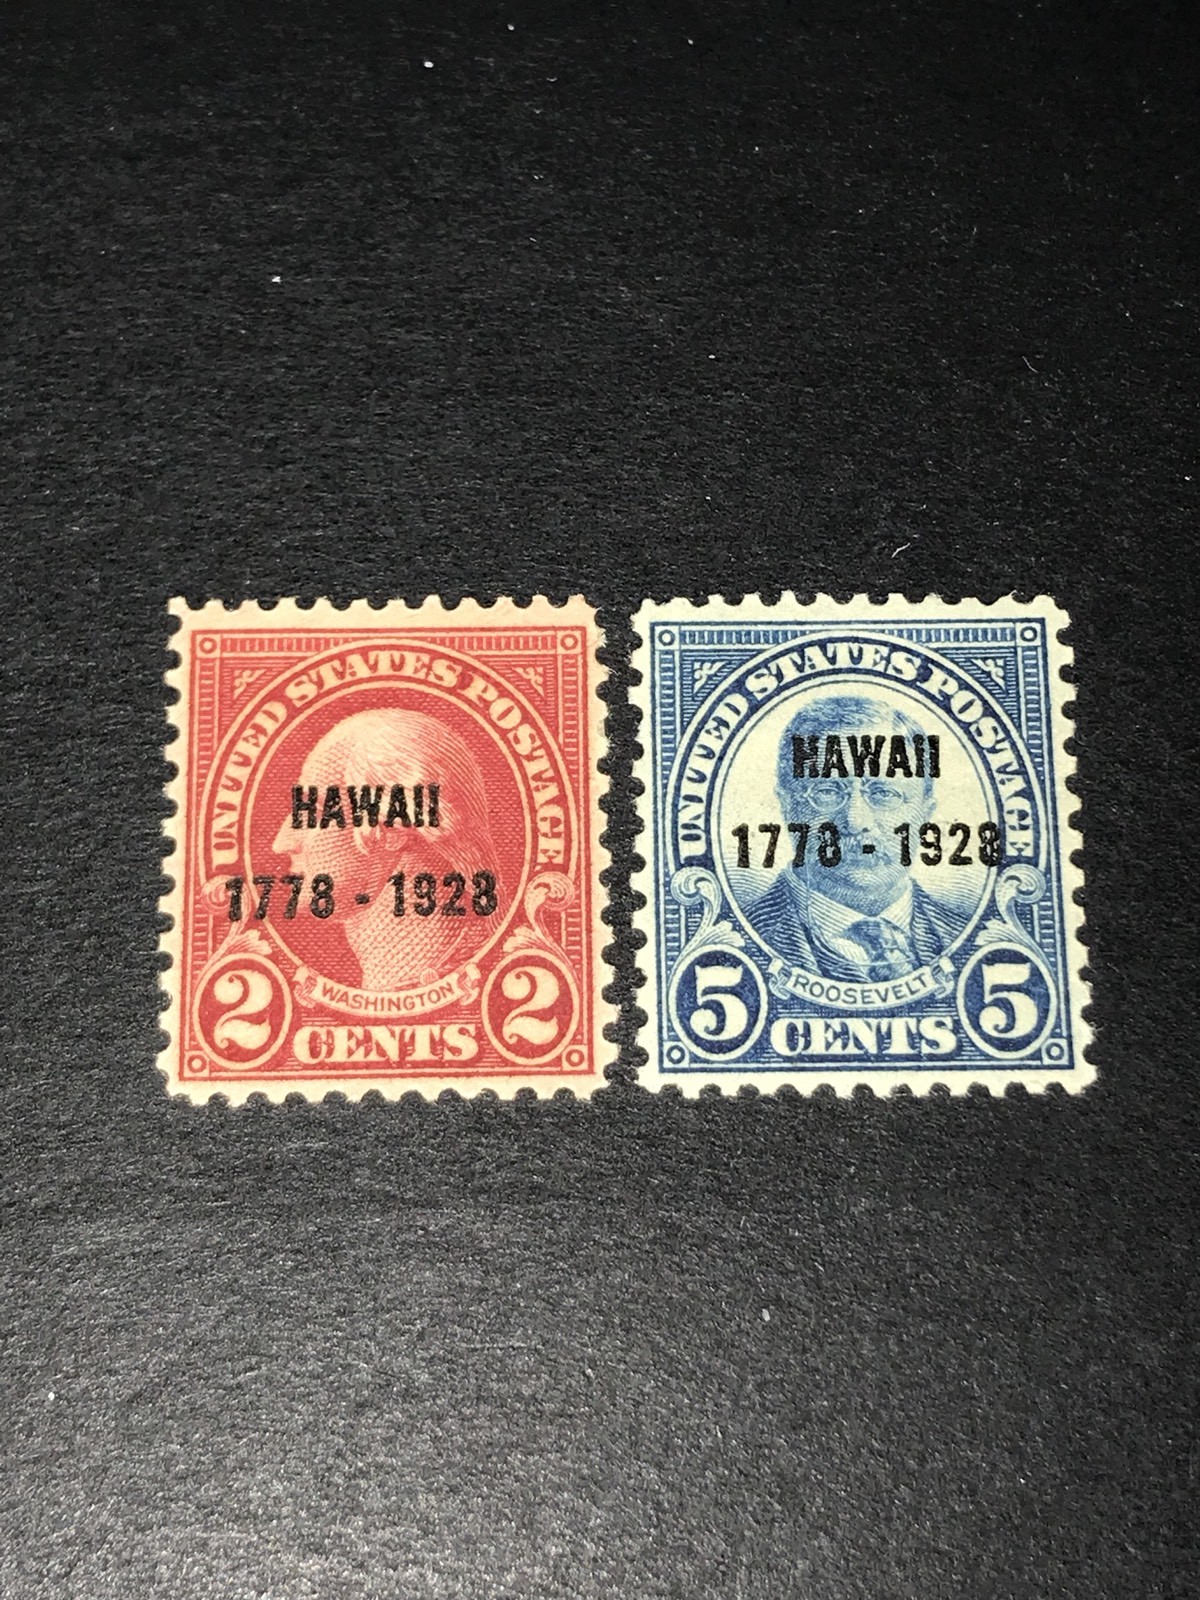 UNITED STATES POSTAGE
HAWAII
1778 - 1928
WASHINGTON
2 CENTS 2
UNITED STATES POSTAGE
HAWAII
1778 - 1928
ROOSEVELT
5 CENTS 5